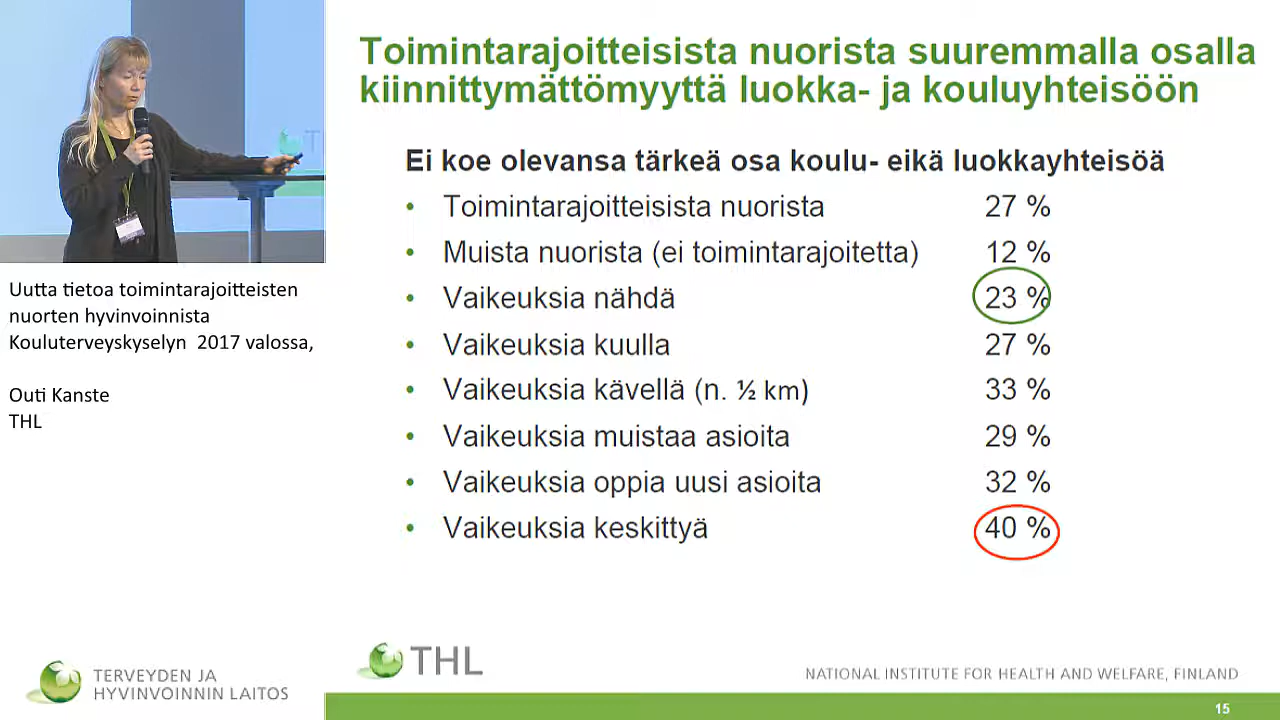 Toimintarajoitteisista nuorista suuremmalla osalla
kiinnittymättömyyttä luokka- ja kouluyhteisöön
Ei koe olevansa tärkeä osa koulu- eikä luokkayhteisöä
• Toimintarajoitteisista nuorista 27 %
• Muista nuorista (ei toimintarajoitetta) 12 %
• Vaikeuksia nähdä 23 %
• Vaikeuksia kuulla 27 %
• Vaikeuksia kävellä (n. ½ km) 33 %
• Vaikeuksia muistaa asioita 29 %
• Vaikeuksia oppia uusi asioita 32 %
• Vaikeuksia keskittyä 40 %
Uutta tietoa toimintarajoitteisten
nuorten hyvinvoinnista
Kouluterveyskyselyn 2017 valossa,
Outi Kanste
THL
TERVEYDEN JA
HYVINVOINNIN LAITOS
THL
NATIONAL INSTITUTE FOR HEALTH AND WELFARE, FINLAND
15